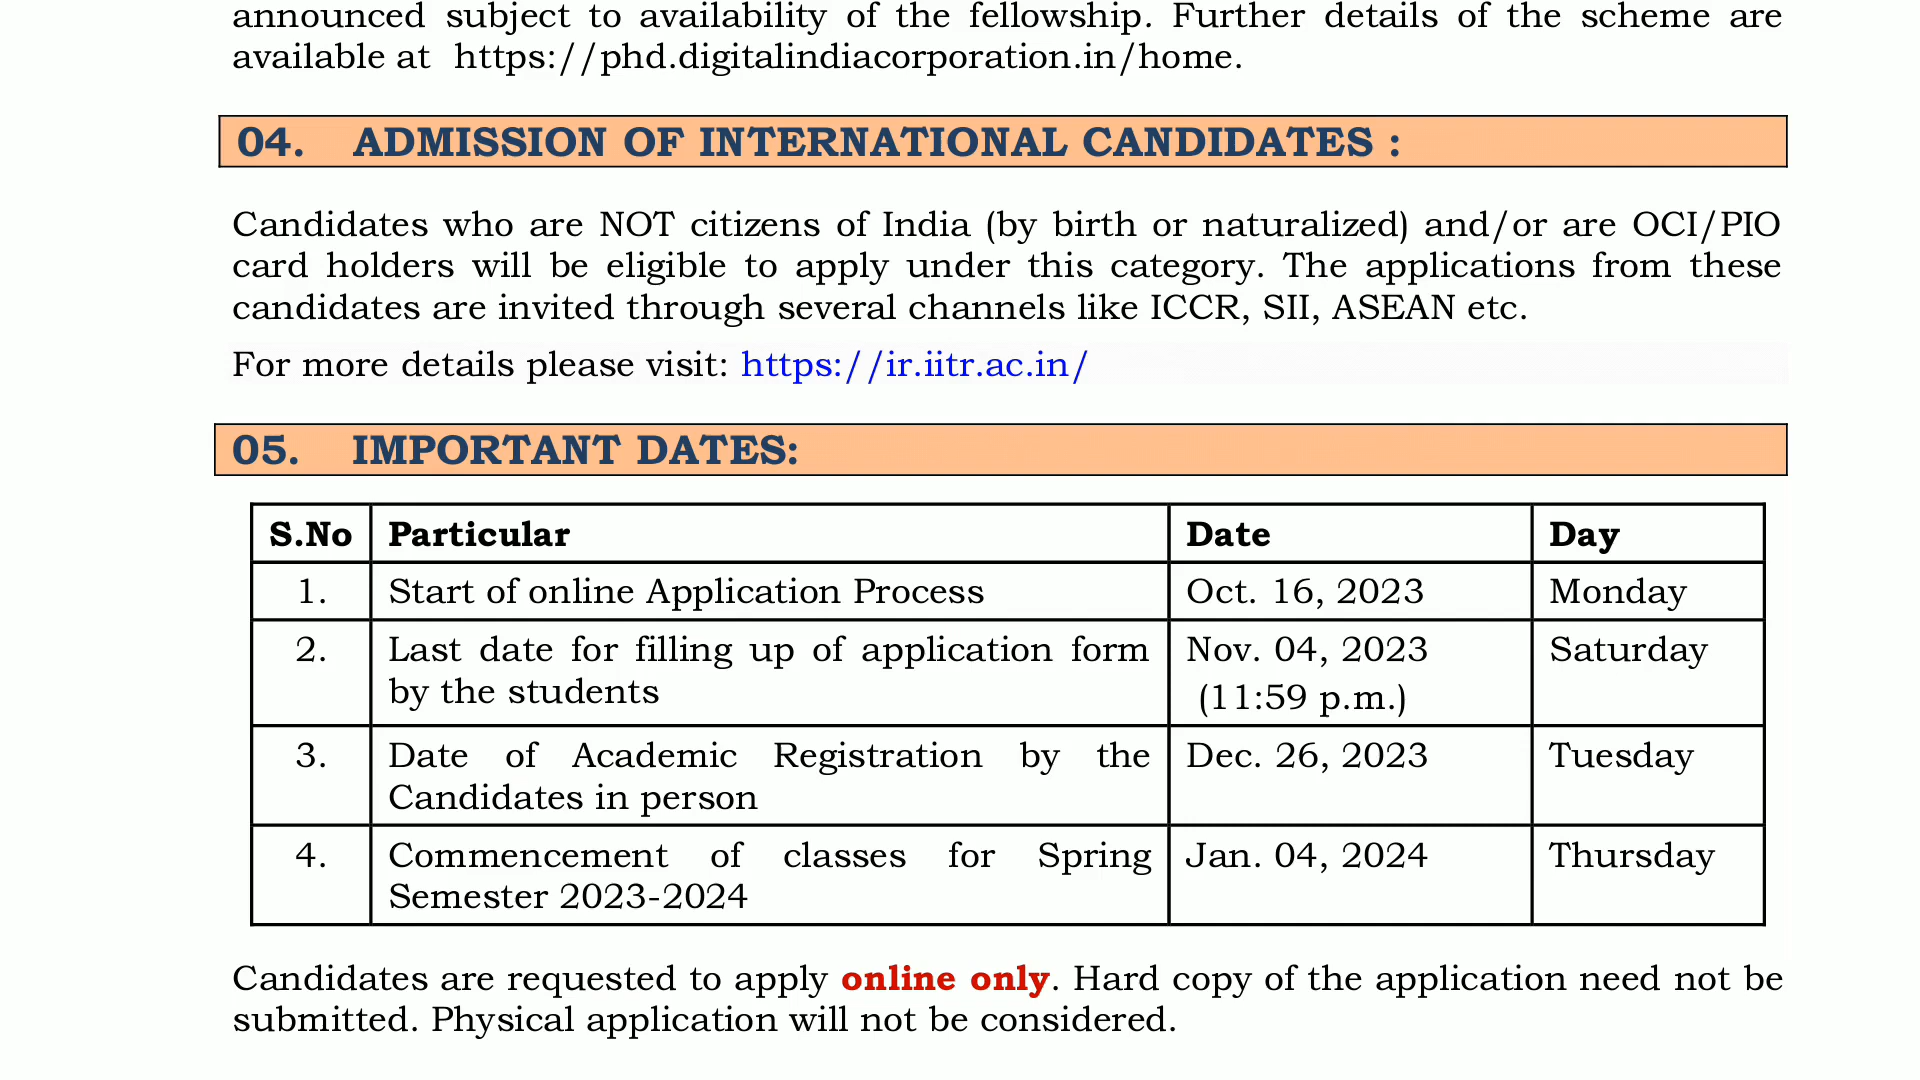 announced subject to availability of the fellowship. Further details of the scheme are
available at https://phd.digitalindiacorporation.in/home.
04. ADMISSION OF INTERNATIONAL CANDIDATES :
Candidates who are NOT citizens of India (by birth or naturalized) and/or are OCI/PIO
card holders will be eligible to apply under this category. The applications from these
candidates are invited through several channels like ICCR, SII, ASEAN etc.
For more details please visit: https://ir.iitr.ac.in/
05. IMPORTANT DATES:
S.No Particular Date Day
1. Start of online Application Process Oct. 16, 2023 Monday
2. Last date for filling up of application form Nov. 04, 2023 Saturday
by the students (11:59 p.m.)
3. Date of Academic Registration by the Dec. 26, 2023 Tuesday
Candidates in person
4. Commencement of classes for Spring Jan. 04, 2024 Thursday
Semester 2023-2024
Candidates are requested to apply online only. Hard copy of the application need not be
submitted. Physical application will not be considered.